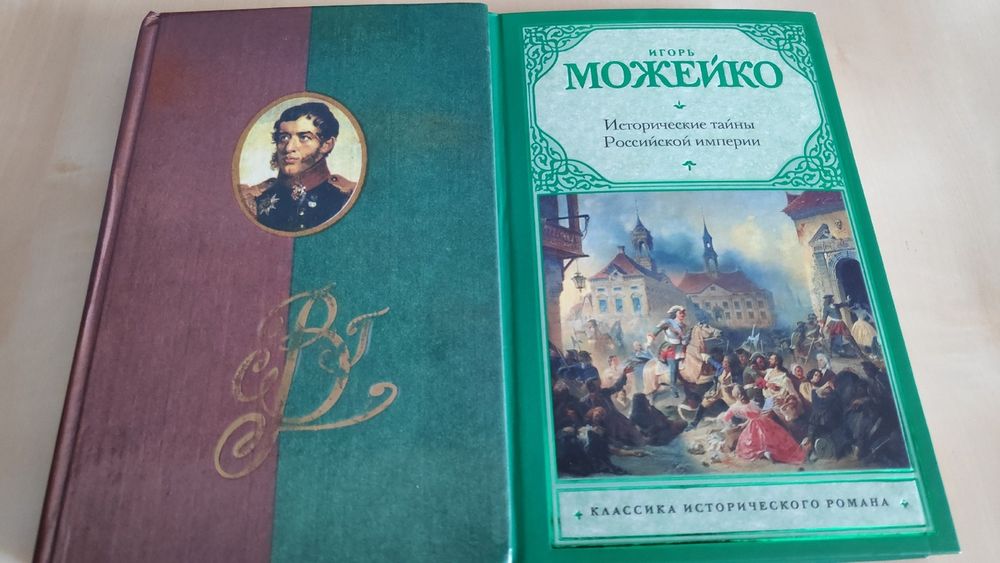 ИГОРЬ
МОЖЕЙКО
Исторические тайны
Российской империи
КЛАССИКА ИСТОРИЧЕСКОГО РОМАНА